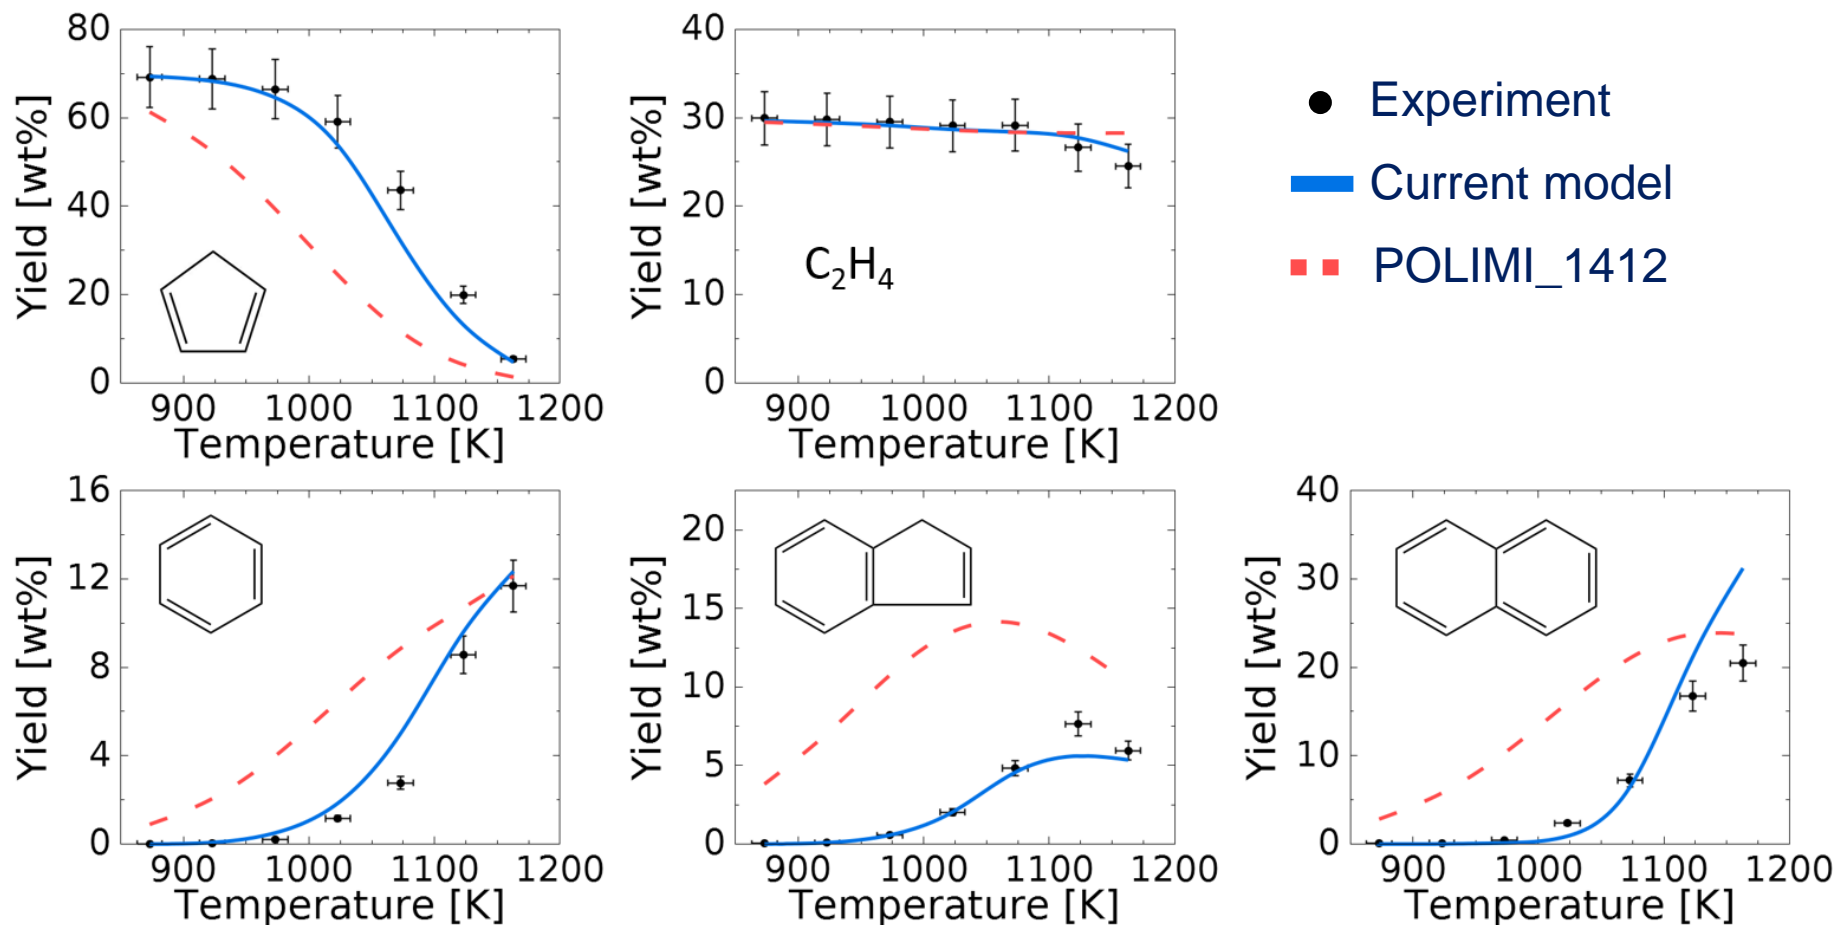 80
60
40
20
0
Yield [wt%]
900 1000 1100 1200
Temperature [K]
40
30
20
10
0
Yield [wt%]
C₂H₄
900 1000 1100 1200
Temperature [K]
Experiment
Current model
POLIMI_1412
16
12
8
4
0
Yield [wt%]
900 1000 1100 1200
Temperature [K]
20
15
10
5
0
Yield [wt%]
900 1000 1100 1200
Temperature [K]
40
30
20
10
0
Yield [wt%]
900 1000 1100 1200
Temperature [K]